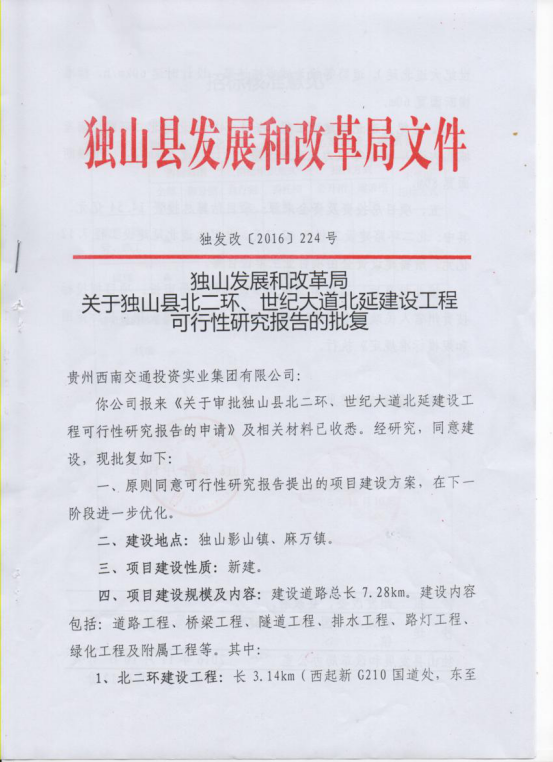 独山县发展和改革局文件
独发改〔2016〕224号
独山发展和改革局
关于独山县北二环、世纪大道北延建设工程
可行性研究报告的批复
贵州西南交通投资实业集团有限公司：
你公司报来《关于审批独山县北二环、世纪大道北延建设工
程可行性研究报告的申请》及相关材料已收悉。经研究，同意建
设，现批复如下：
一、原则同意可行性研究报告提出的项目建设方案，在下一
阶段进一步优化。
二、建设地点：独山影山镇、麻万镇。
三、项目建设性质：新建。
四、项目建设规模及内容：建设道路总长 7.28km。建设内容
包括：道路工程、桥梁工程、隧道工程、排水工程、路灯工程、
绿化工程及附属工程等。其中：
1、北二环建设工程：长 3.14km（西起新 G210 国道处，东至